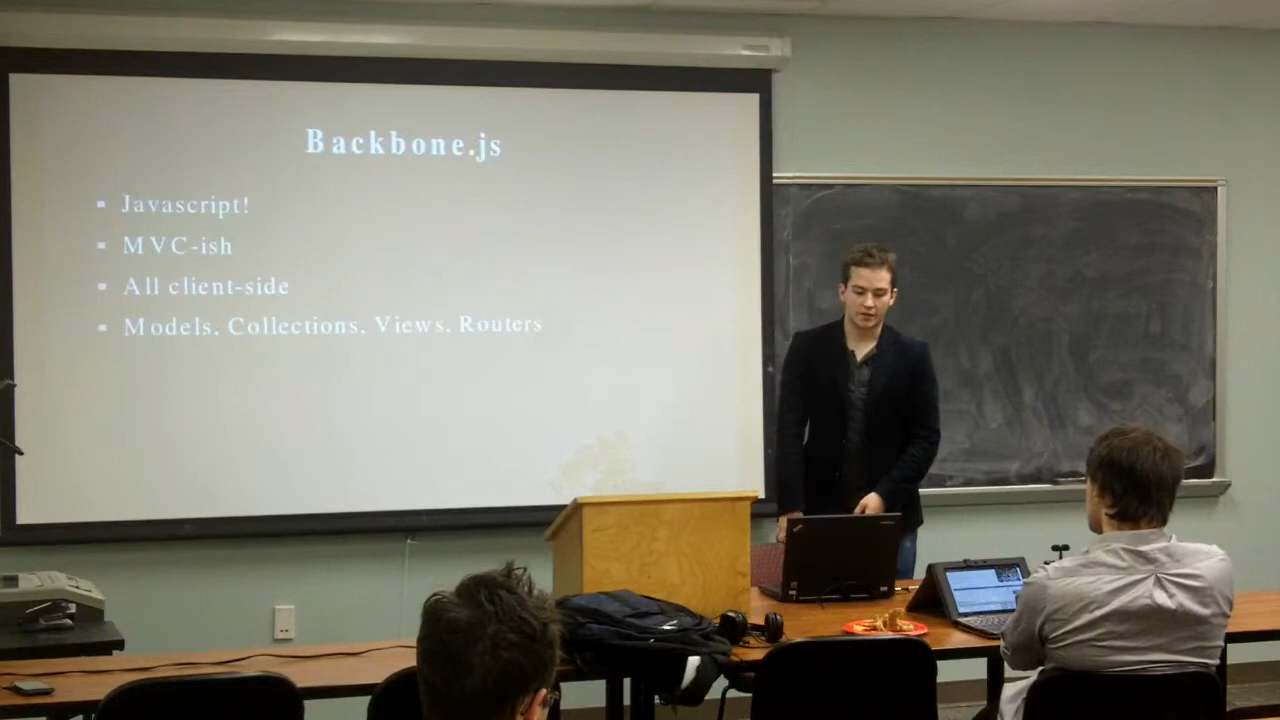 Backbone.js
Javascript!
MVC-ish
All client-side
Models, Collections, Views, Routers